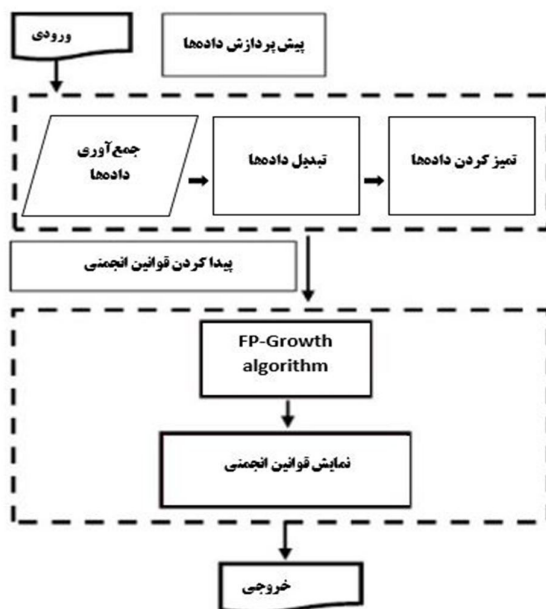 ورودی
پیش پردازش داده‌ها
جمع‌آوری
داده‌ها
تبدیل داده‌ها
تمیز کردن داده‌ها
پیدا کردن قوانین انجمنی
FP-Growth
algorithm
نمایش قوانین انجمنی
خروجی